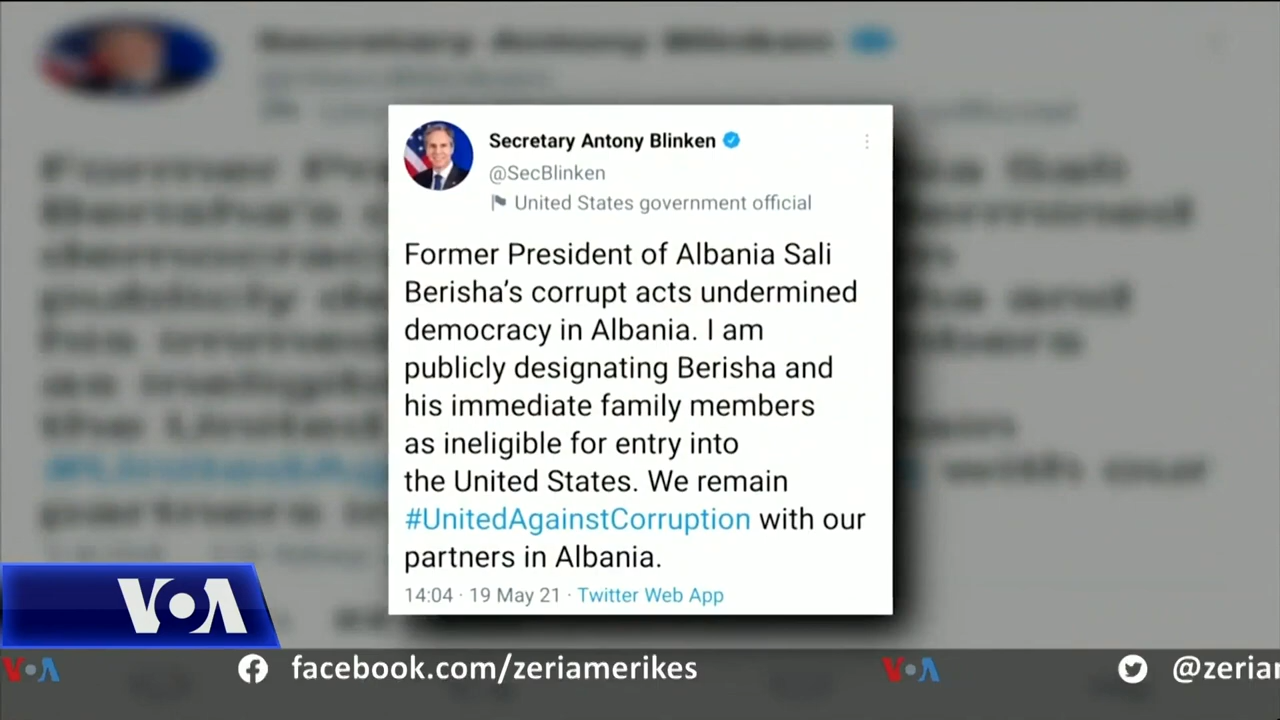 Secretary Antony Blinken
@SecBlinken
United States government official
Former President of Albania Sali
Berisha's corrupt acts undermined
democracy in Albania. I am
publicly designating Berisha and
his immediate family members
as ineligible for entry into
the United States. We remain
#UnitedAgainstCorruption with our
partners in Albania.
14:04 · 19 May 21 · Twitter Web App
VOA
VOA facebook.com/zeriamerikes VOA @zeriar